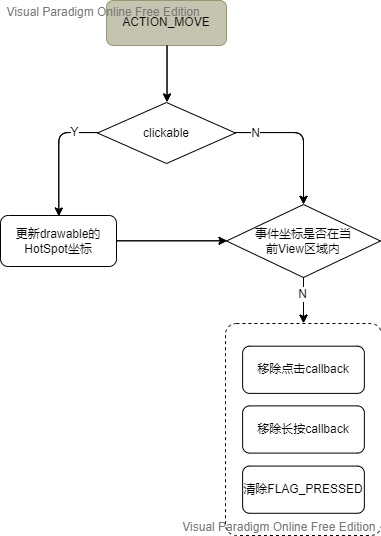 Visual Paradigm Online Free Edition
ACTION_MOVE
clickable
Y
N
更新drawable的
HotSpot坐标
事件坐标是否在当
前View区域内
N
移除点击callback
移除长按callback
清除FLAG_PRESSED
Visual Paradigm Online Free Edition